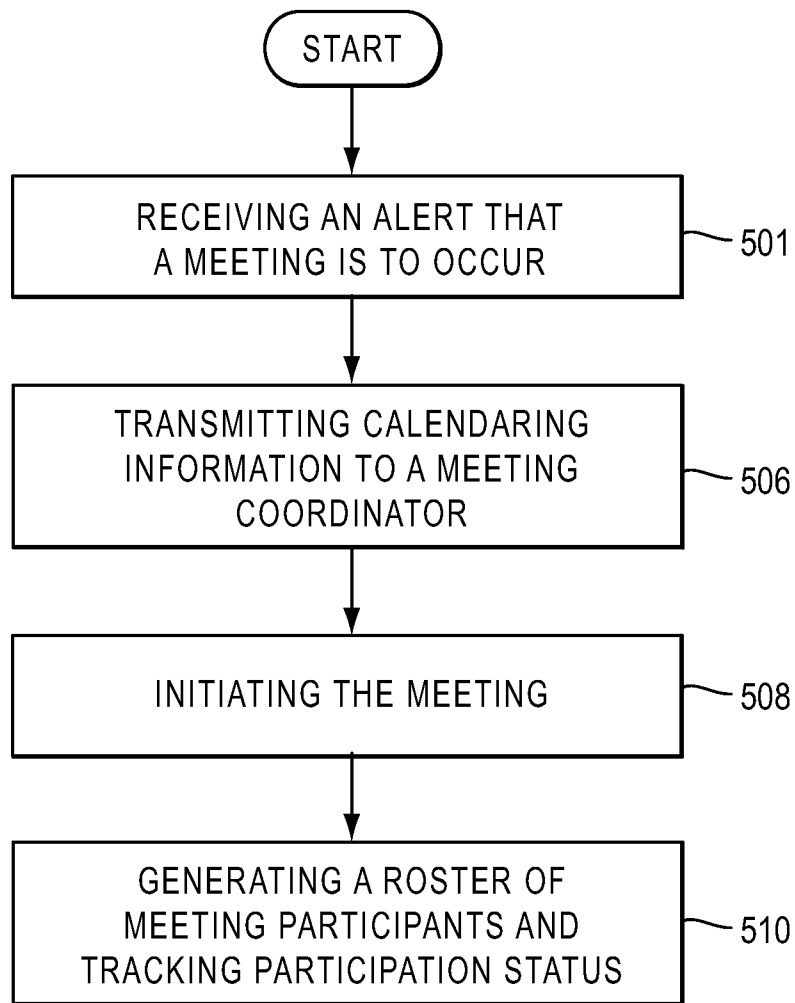 START
RECEIVING AN ALERT THAT
A MEETING IS TO OCCUR
501
TRANSMITTING CALENDARING
INFORMATION TO A MEETING
COORDINATOR
506
INITIATING THE MEETING
508
GENERATING A ROSTER OF
MEETING PARTICIPANTS AND
TRACKING PARTICIPATION STATUS
510